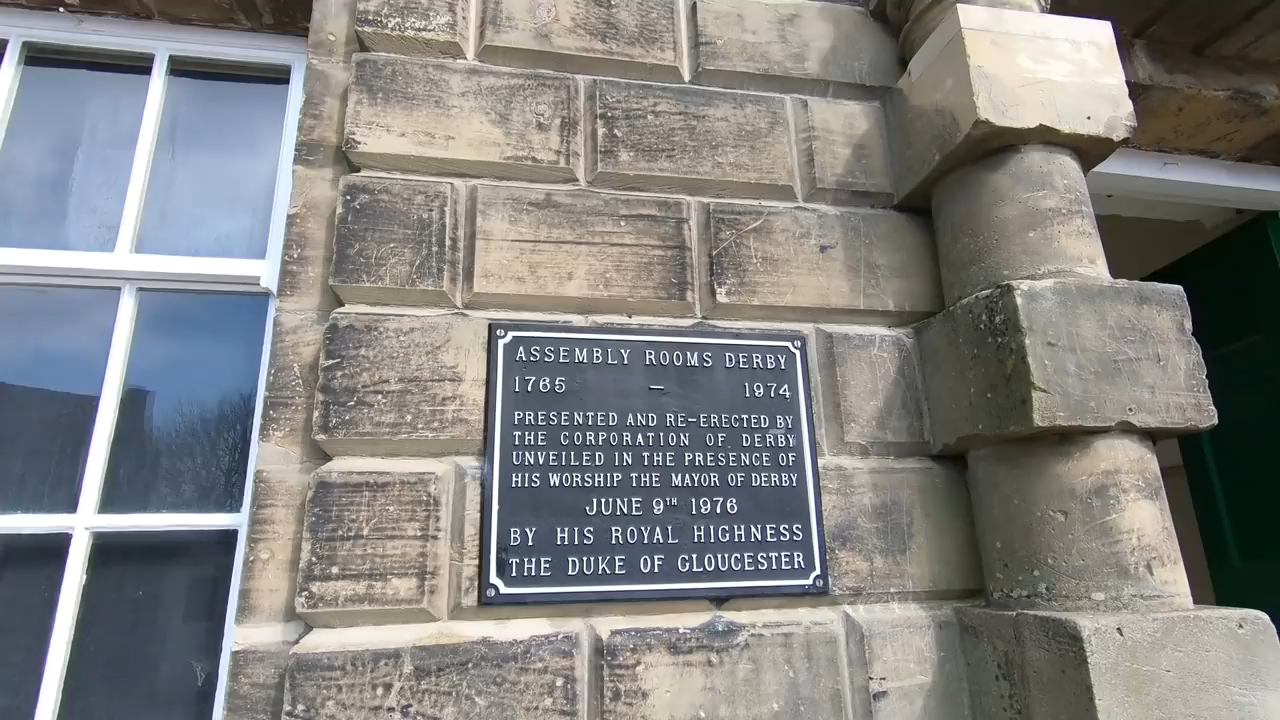 ASSEMBLY ROOMS DERBY
1765 — 1974
PRESENTED AND RE-ERECTED BY
THE CORPORATION OF DERBY
UNVEILED IN THE PRESENCE OF
HIS WORSHIP THE MAYOR OF DERBY
JUNE 9TH 1976
BY HIS ROYAL HIGHNESS
THE DUKE OF GLOUCESTER